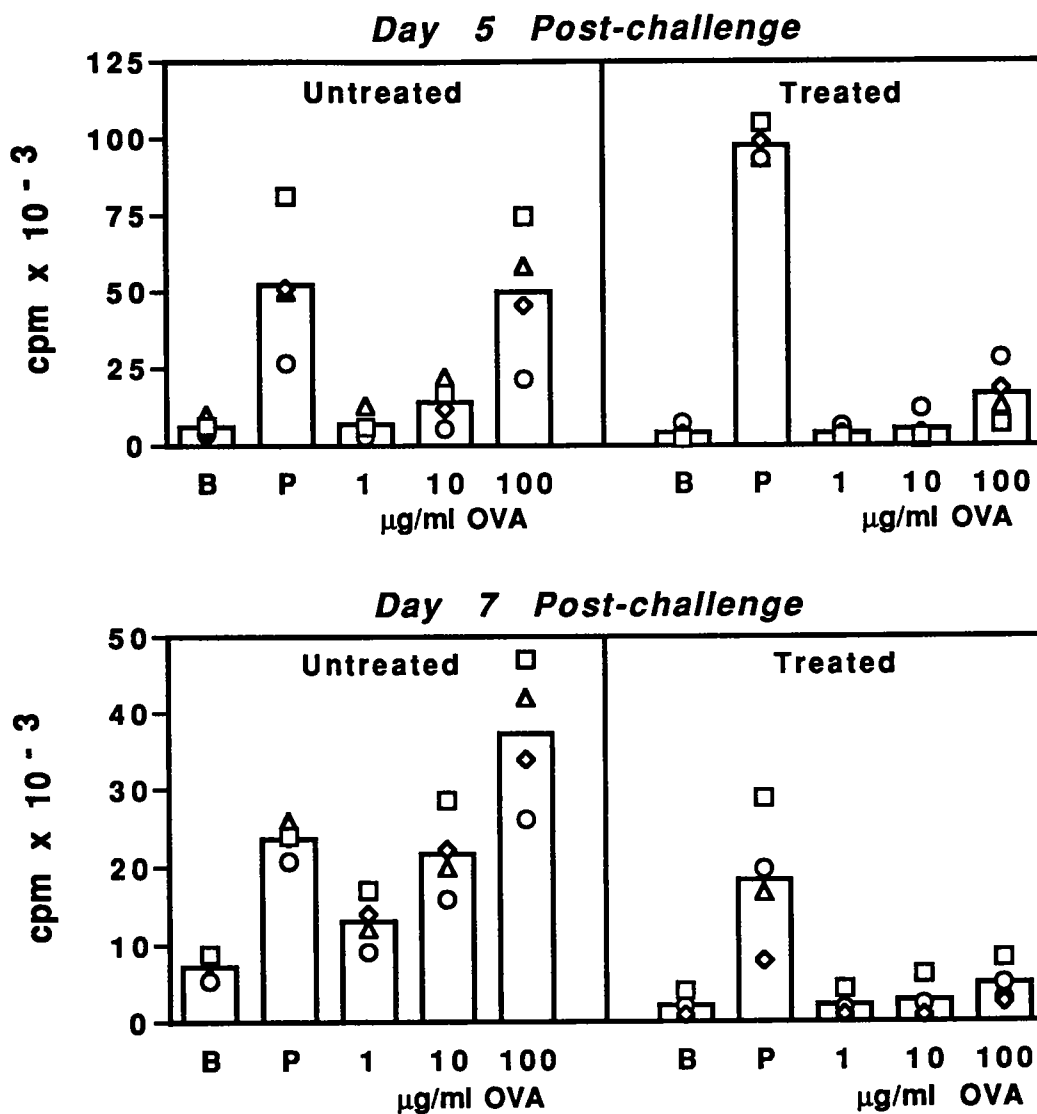 Day 5 Post-challenge
125
100
75
50
25
0
cpm x 10 - 3
Untreated
Treated
B P 1 10 100 B P 1 10 100
µg/ml OVA µg/ml OVA
Day 7 Post-challenge
50
40
30
20
10
0
cpm x 10 - 3
Untreated
Treated
B P 1 10 100 B P 1 10 100
µg/ml OVA µg/ml OVA